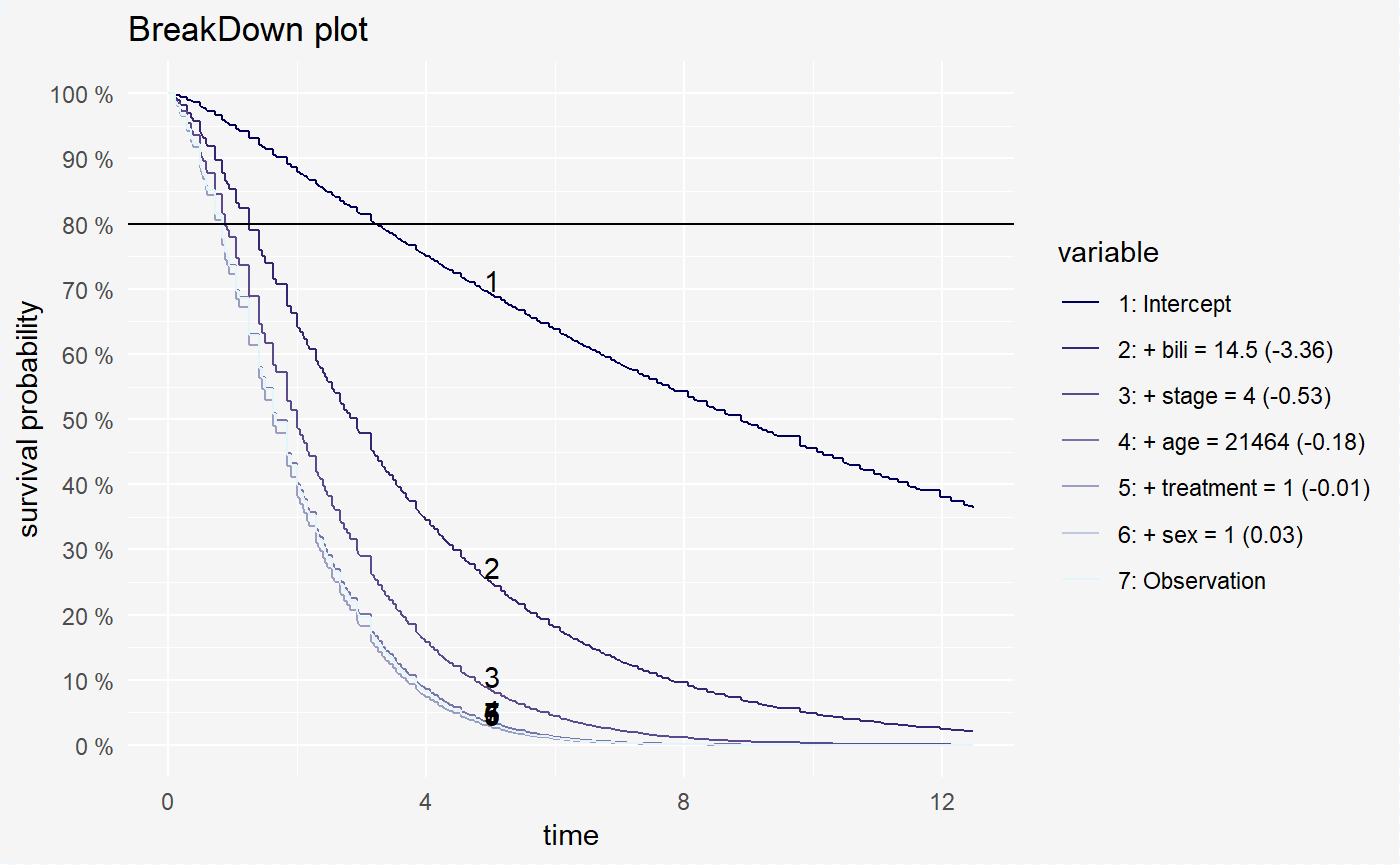 BreakDown plot
100 %
90 %
80 %
70 %
60 %
50 %
40 %
30 %
20 %
10 %
0 %
survival probability
1
2
3
0
4
8
12
time
variable
1: Intercept
2: + bili = 14.5 (-3.36)
3: + stage = 4 (-0.53)
4: + age = 21464 (-0.18)
5: + treatment = 1 (-0.01)
6: + sex = 1 (0.03)
7: Observation